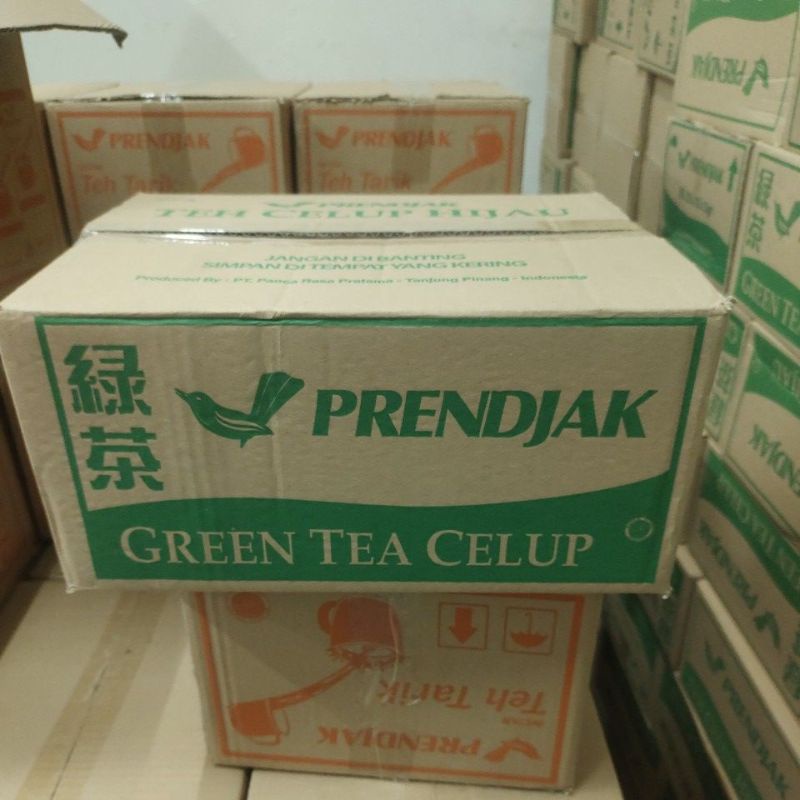 PRENDJAK
Teh Tarik
PRENDJAK
Teh Tarik
PRENDJAK
TEH CELUP HIJAU
JANGAN DI BANTING
SIMPAN DI TEMPAT YANG KERING
Produced By : PT. Panca Rasa Pratama - Tanjung Pinang - Indonesia
緑茶
PRENDJAK
GREEN TEA CELUP
Teh Tarik
PRENDJAK
PRENDJAK
GREEN TEA
PRENDJAK